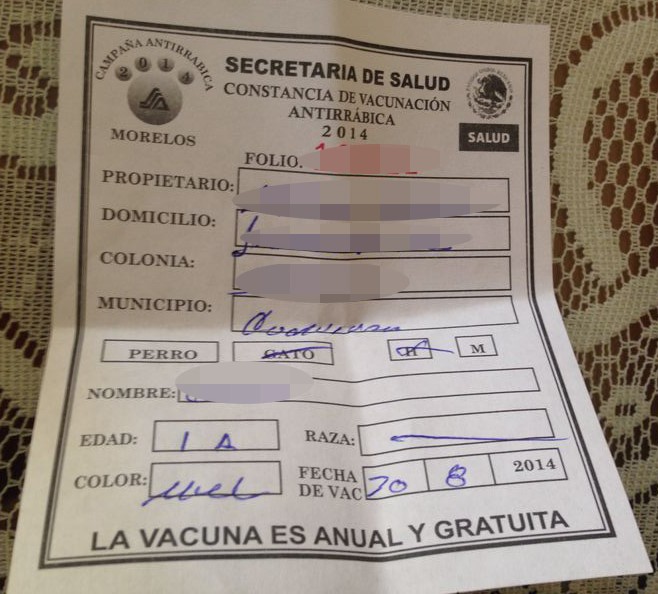 CAMPAÑA ANTIRRÁBICA
2014
MORELOS
SECRETARIA DE SALUD
CONSTANCIA DE VACUNACIÓN
ANTIRRÁBICA
2014
SALUD
FOLIO.
PROPIETARIO:
DOMICILIO:
COLONIA:
MUNICIPIO:
PERRO GATO H M
NOMBRE:
EDAD: 1 A RAZA:
COLOR: FECHA DE VAC 20 8 2014
LA VACUNA ES ANUAL Y GRATUITA